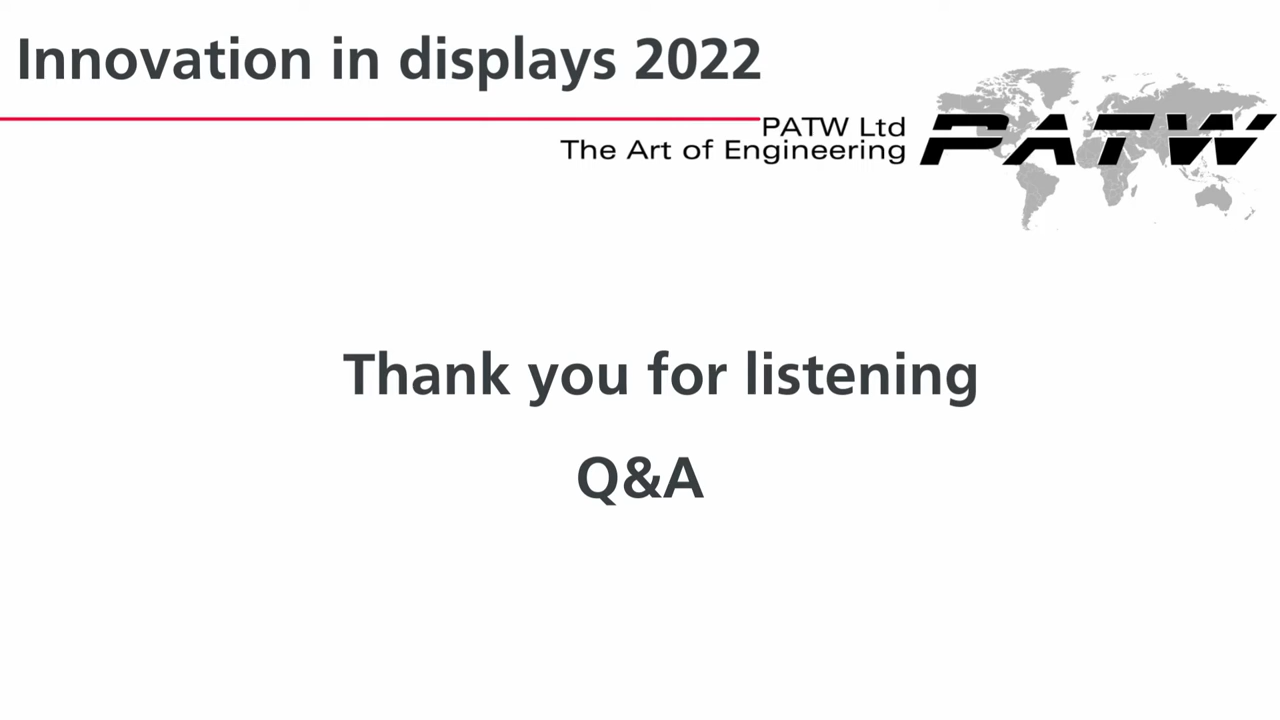 Innovation in displays 2022
PATW Ltd
The Art of Engineering
PATW
Thank you for listening
Q&A